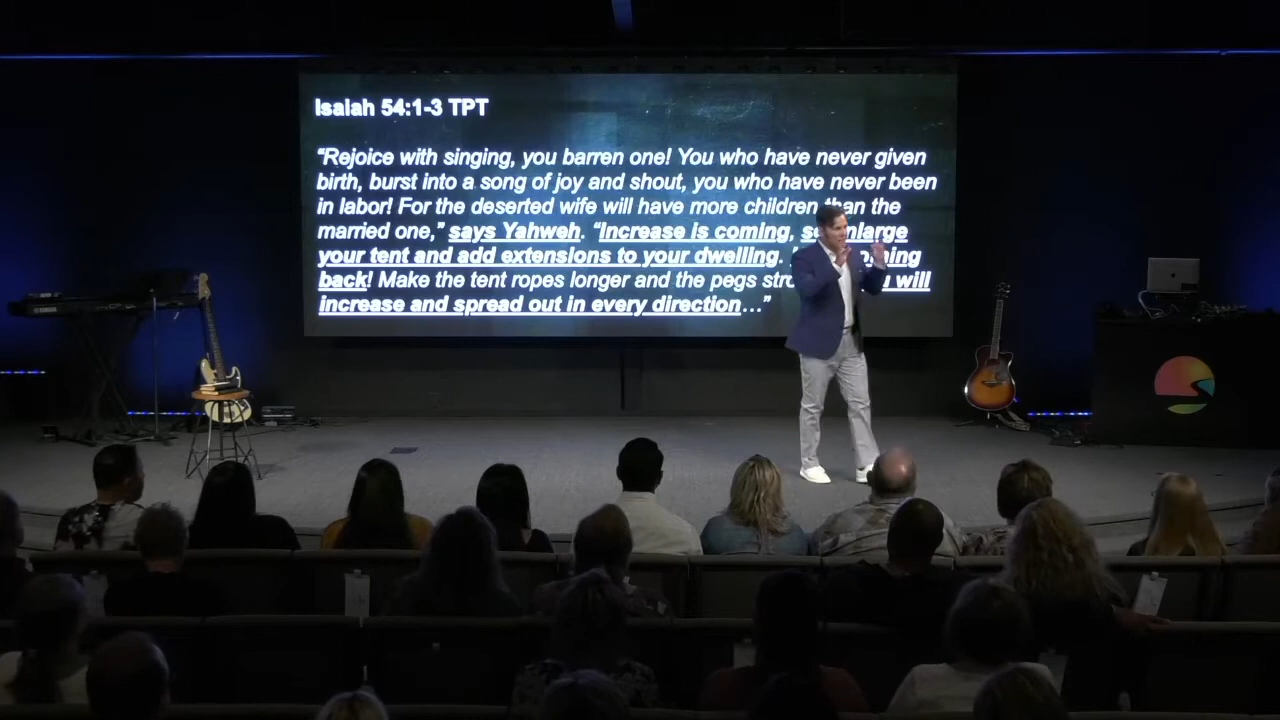 Isaiah 54:1-3 TPT
“Rejoice with singing, you barren one! You who have never given
birth, burst into a song of joy and shout, you who have never been
in labor! For the deserted wife will have more children than the
married one,” says Yahweh. “Increase is coming, so enlarge
your tent and add extensions to your dwelling.
back! Make the tent ropes longer and the pegs will
increase and spread out in every direction…”